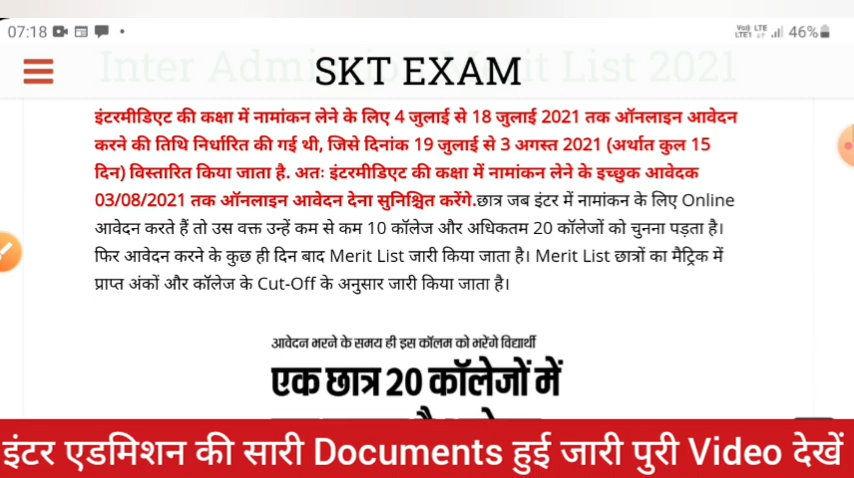 07:18
Vo) LTE
LTE1
46%
Inter Admission Merit List 2021
SKT EXAM
इंटरमीडिएट की कक्षा में नामांकन लेने के लिए 4 जुलाई से 18 जुलाई 2021 तक ऑनलाइन आवेदन
करने की तिथि निर्धारित की गई थी, जिसे दिनांक 19 जुलाई से 3 अगस्त 2021 (अर्थात कुल 15
दिन) विस्तारित किया जाता है. अतः इंटरमीडिएट की कक्षा में नामांकन लेने के इच्छुक आवेदक
03/08/2021 तक ऑनलाइन आवेदन देना सुनिश्चित करेंगे.छात्र जब इंटर में नामांकन के लिए Online
आवेदन करते हैं तो उस वक्त उन्हें कम से कम 10 कॉलेज और अधिकतम 20 कॉलेजों को चुनना पड़ता है।
फिर आवेदन करने के कुछ ही दिन बाद Merit List जारी किया जाता है। Merit List छात्रों का मैट्रिक में
प्राप्त अंकों और कॉलेज के Cut-Off के अनुसार जारी किया जाता है।
आवेदन भरने के समय ही इस कॉलम को भरेंगे विद्यार्थी
एक छात्र 20 कॉलेजों में
इंटर एडमिशन की सारी Documents हुई जारी पुरी Video देखें